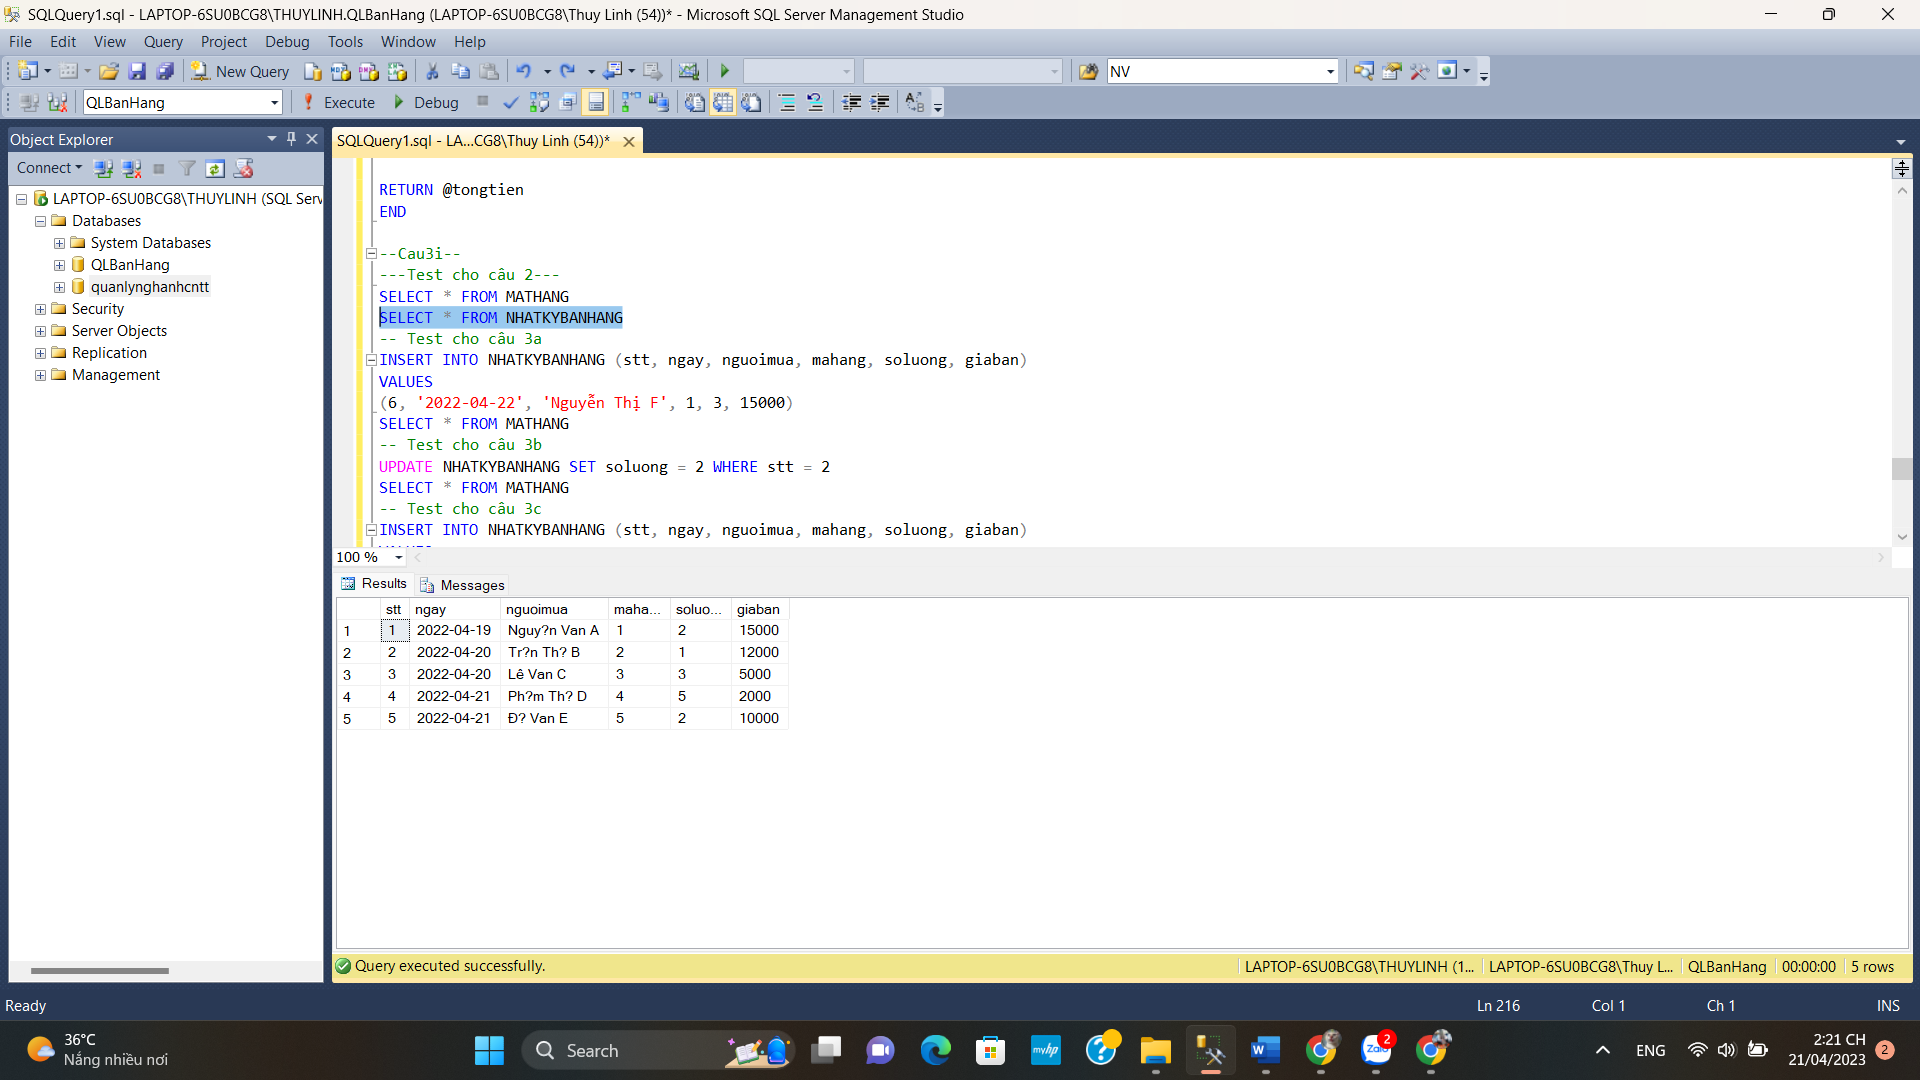 SQLQuery1.sql - LAPTOP-6SU0BCG8\THUYLINH.QLBanHang (LAPTOP-6SU0BCG8\Thuy Linh (54))* - Microsoft SQL Server Management Studio
File Edit View Query Project Debug Tools Window Help
New Query NV
QLBanHang Execute Debug
Object Explorer
Connect
LAPTOP-6SU0BCG8\THUYLINH (SQL Serv
Databases
System Databases
QLBanHang
quanlynghanhcntt
Security
Server Objects
Replication
Management
SQLQuery1.sql - LA...CG8\Thuy Linh (54))*
RETURN @tongtien
END
--Cau3i--
---Test cho câu 2---
SELECT * FROM MATHANG
SELECT * FROM NHATKYBANHANG
-- Test cho câu 3a
INSERT INTO NHATKYBANHANG (stt, ngay, nguoimua, mahang, soluong, giaban)
VALUES
(6, '2022-04-22', 'Nguyễn Thị F', 1, 3, 15000)
SELECT * FROM MATHANG
-- Test cho câu 3b
UPDATE NHATKYBANHANG SET soluong = 2 WHERE stt = 2
SELECT * FROM MATHANG
-- Test cho câu 3c
INSERT INTO NHATKYBANHANG (stt, ngay, nguoimua, mahang, soluong, giaban)
100 %
Results Messages
stt ngay nguoimua maha... soluo... giaban
1 1 2022-04-19 Nguy?n Van A 1 2 15000
2 2 2022-04-20 Tr?n Th? B 2 1 12000
3 3 2022-04-20 Lê Van C 3 3 5000
4 4 2022-04-21 Ph?m Th? D 4 5 2000
5 5 2022-04-21 Đ? Van E 5 2 10000
Query executed successfully. LAPTOP-6SU0BCG8\THUYLINH (1... LAPTOP-6SU0BCG8\Thuy L... QLBanHang 00:00:00 5 rows
Ready Ln 216 Col 1 Ch 1 INS
36°C
Nắng nhiều nơi
Search
myhp
Zalo
2
ENG
2:21 CH
21/04/2023
2